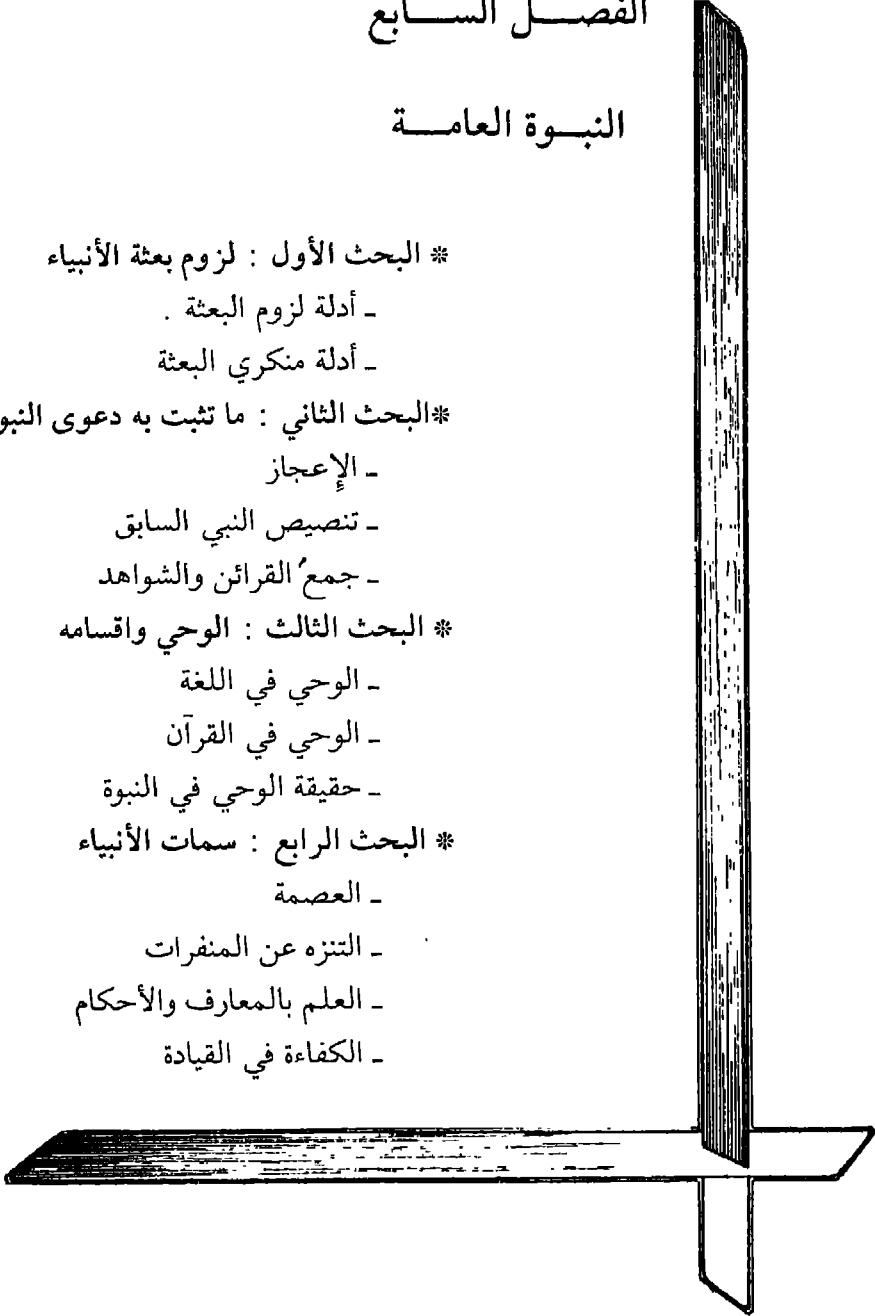 الفصل السابع
النبوة العامة
* البحث الأول : لزوم بعثة الأنبياء
ـ أدلة لزوم البعثة .
ـ أدلة منكري البعثة
*البحث الثاني : ما تثبت به دعوى النبو
ـ الإعجاز
ـ تنصيص النبي السابق
ـ جمعُ القرائن والشواهد
* البحث الثالث : الوحي واقسامه
ـ الوحي في اللغة
ـ الوحي في القرآن
ـ حقيقة الوحي في النبوة
* البحث الرابع : سمات الأنبياء
ـ العصمة
ـ التنزه عن المنفرات
ـ العلم بالمعارف والأحكام
ـ الكفاءة في القيادة